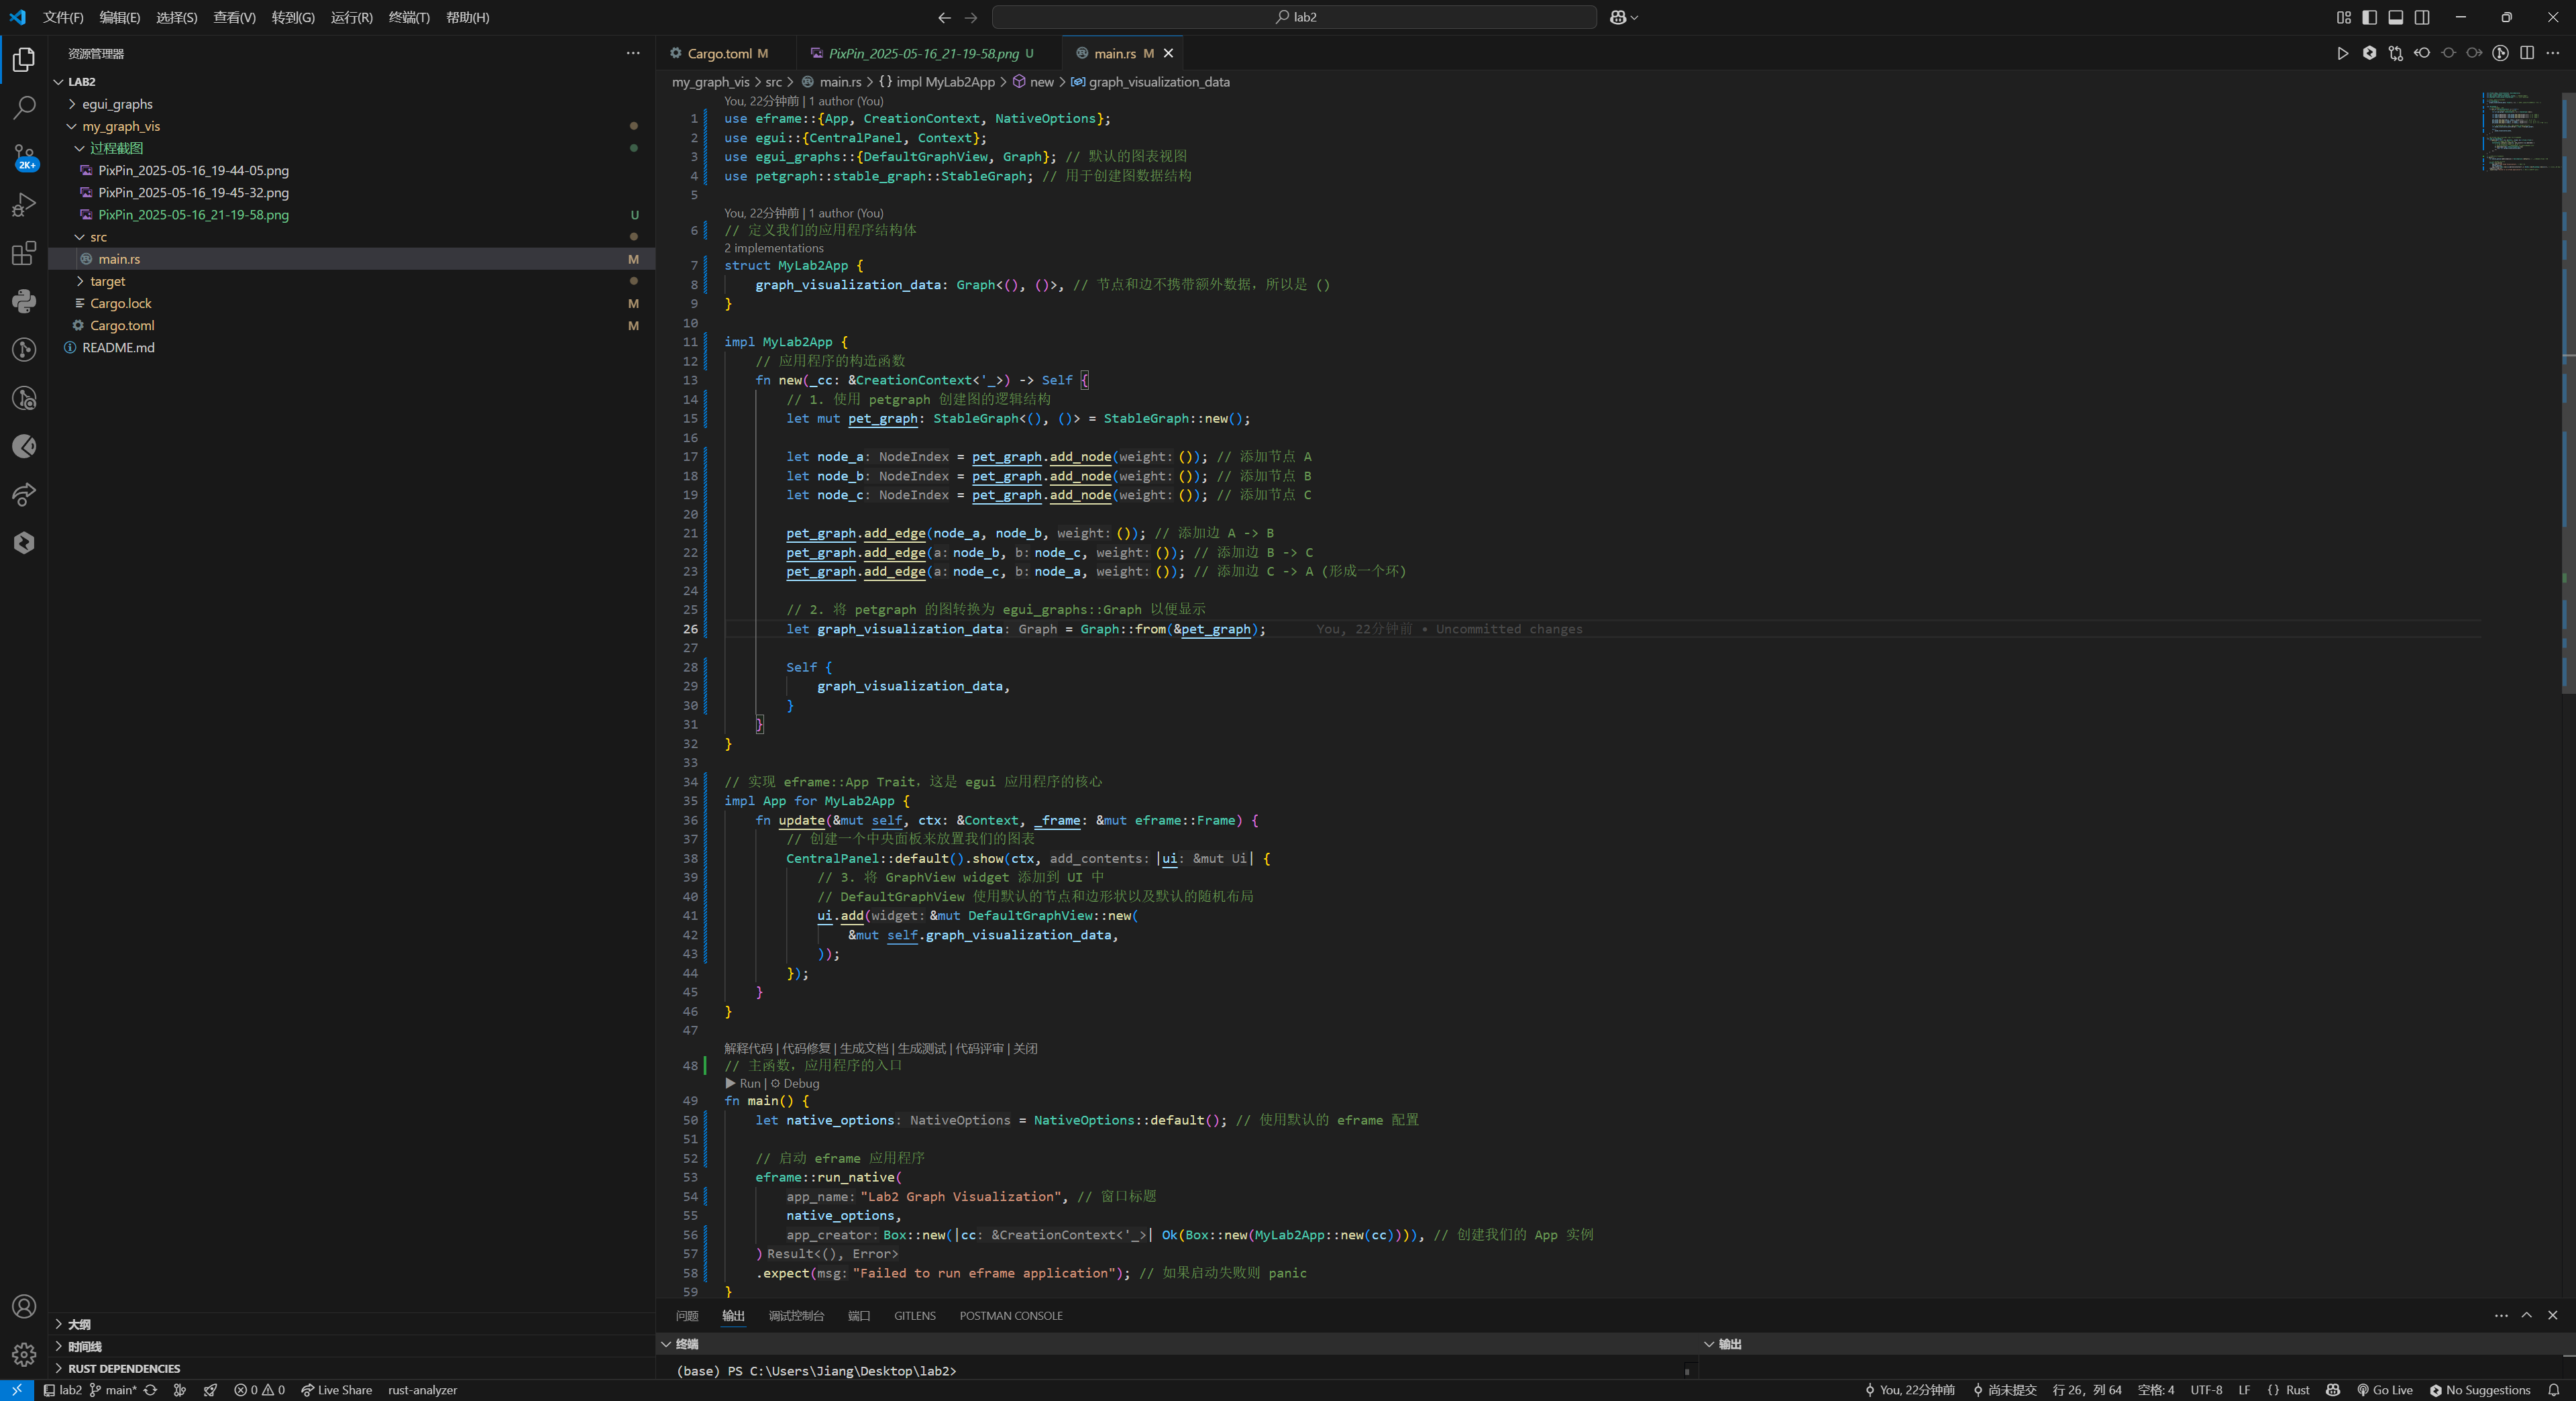 文件(F) 编辑(E) 选择(S) 查看(V) 转到(G) 运行(R) 终端(T) 帮助(H) lab2
资源管理器
LAB2
egui_graphs
my_graph_vis
过程截图
PixPin_2025-05-16_19-44-05.png
PixPin_2025-05-16_19-45-32.png
PixPin_2025-05-16_21-19-58.png U
src
main.rs M
target
Cargo.lock M
Cargo.toml M
README.md
2K+
大纲
时间线
RUST DEPENDENCIES
Cargo.toml M PixPin_2025-05-16_21-19-58.png U main.rs M
my_graph_vis > src > main.rs > {} impl MyLab2App > new > graph_visualization_data
You, 22分钟前 | 1 author (You)
1 use eframe::{App, CreationContext, NativeOptions};
2 use egui::{CentralPanel, Context};
3 use egui_graphs::{DefaultGraphView, Graph}; // 默认的图表视图
4 use petgraph::stable_graph::StableGraph; // 用于创建图数据结构
5
You, 22分钟前 | 1 author (You)
6 // 定义我们的应用程序结构体
2 implementations
7 struct MyLab2App {
8 graph_visualization_data: Graph<(), ()>, // 节点和边不携带额外数据，所以是 ()
9 }
10
11 impl MyLab2App {
12 // 应用程序的构造函数
13 fn new(_cc: &CreationContext<'_>) -> Self {
14 // 1. 使用 petgraph 创建图的逻辑结构
15 let mut pet_graph: StableGraph<(), ()> = StableGraph::new();
16
17 let node_a: NodeIndex = pet_graph.add_node(weight: ()); // 添加节点 A
18 let node_b: NodeIndex = pet_graph.add_node(weight: ()); // 添加节点 B
19 let node_c: NodeIndex = pet_graph.add_node(weight: ()); // 添加节点 C
20
21 pet_graph.add_edge(node_a, node_b, weight: ()); // 添加边 A -> B
22 pet_graph.add_edge(a: node_b, b: node_c, weight: ()); // 添加边 B -> C
23 pet_graph.add_edge(a: node_c, b: node_a, weight: ()); // 添加边 C -> A (形成一个环)
24
25 // 2. 将 petgraph 的图转换为 egui_graphs::Graph 以便显示
26 let graph_visualization_data: Graph = Graph::from(&pet_graph); You, 22分钟前 • Uncommitted changes
27
28 Self {
29 graph_visualization_data,
30 }
31 }
32 }
33
34 // 实现 eframe::App Trait，这是 egui 应用程序的核心
35 impl App for MyLab2App {
36 fn update(&mut self, ctx: &Context, _frame: &mut eframe::Frame) {
37 // 创建一个中央面板来放置我们的图表
38 CentralPanel::default().show(ctx, add_contents: |ui: &mut Ui| {
39 // 3. 将 GraphView widget 添加到 UI 中
40 // DefaultGraphView 使用默认的节点和边形状以及默认的随机布局
41 ui.add(widget: &mut DefaultGraphView::new(
42 &mut self.graph_visualization_data,
43 ));
44 });
45 }
46 }
47
解释代码 | 代码修复 | 生成文档 | 生成测试 | 代码评审 | 关闭
48 // 主函数，应用程序的入口
Run | Debug
49 fn main() {
50 let native_options: NativeOptions = NativeOptions::default(); // 使用默认的 eframe 配置
51
52 // 启动 eframe 应用程序
53 eframe::run_native(
54 app_name: "Lab2 Graph Visualization", // 窗口标题
55 native_options,
56 app_creator: Box::new(|cc: &CreationContext<'_>| Ok(Box::new(MyLab2App::new(cc)))), // 创建我们的 App 实例
57 ) Result<(), Error>
58 .expect(msg: "Failed to run eframe application"); // 如果启动失败则 panic
59 }
问题 输出 调试控制台 端口 GITLENS POSTMAN CONSOLE
终端 输出
(base) PS C:\Users\Jiang\Desktop\lab2>
lab2 main* 0 0 Live Share rust-analyzer You, 22分钟前 尚未提交 行 26，列 64 空格: 4 UTF-8 LF {} Rust Go Live No Suggestions